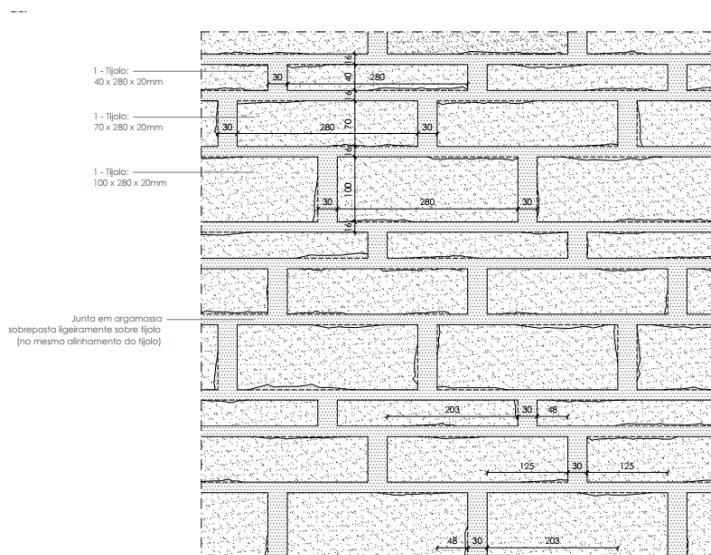 16
1 - Tijolo:
40 x 280 x 20mm
30
40
280
16
1 - Tijolo:
70 x 280 x 20mm
30
280
70
30
16
1 - Tijolo:
100 x 280 x 20mm
100
30
280
30
16
Junta em argamassa
sobreposta ligeiramente sobre tijolo
(no mesmo alinhamento do tijolo)
203
30
48
125
30
125
48
30
203